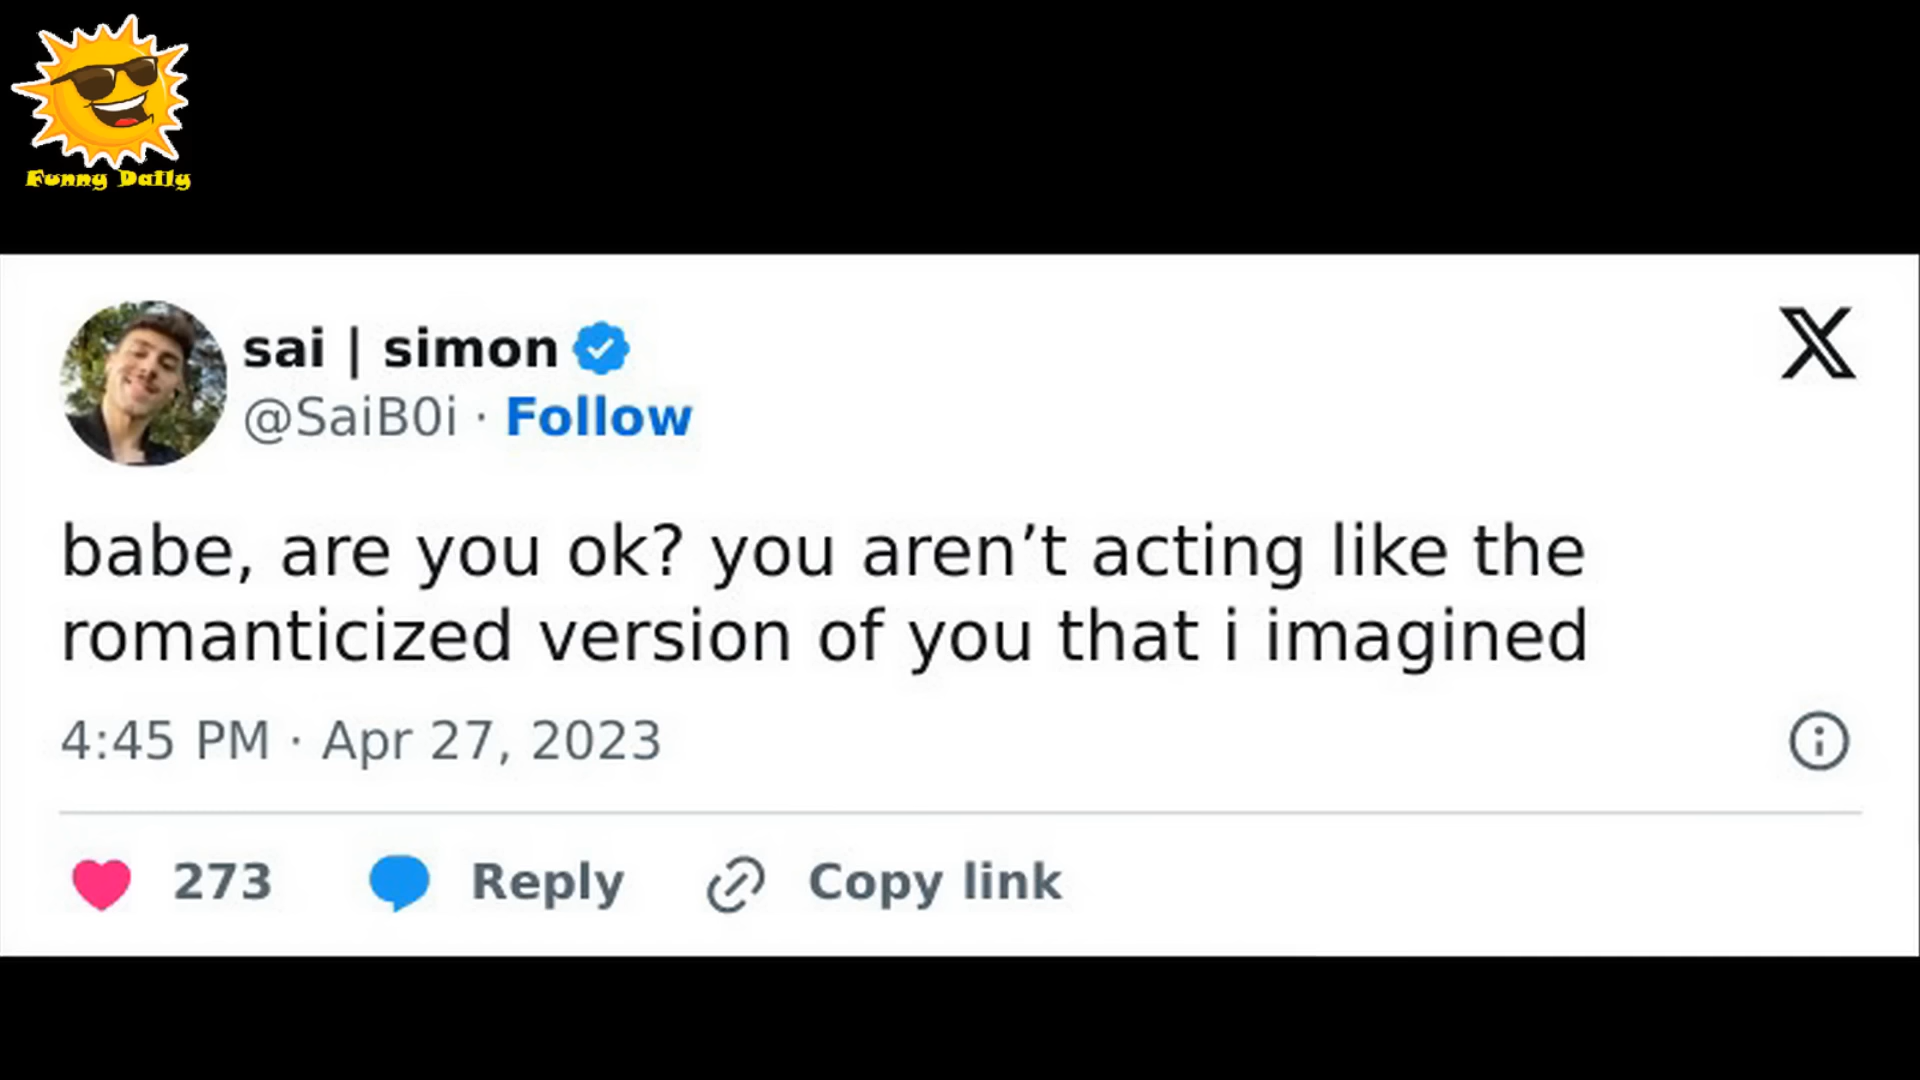 Funny Daily
sai | simon
@SaiB0i · Follow
babe, are you ok? you aren’t acting like the
romanticized version of you that i imagined
4:45 PM · Apr 27, 2023
273 Reply Copy link